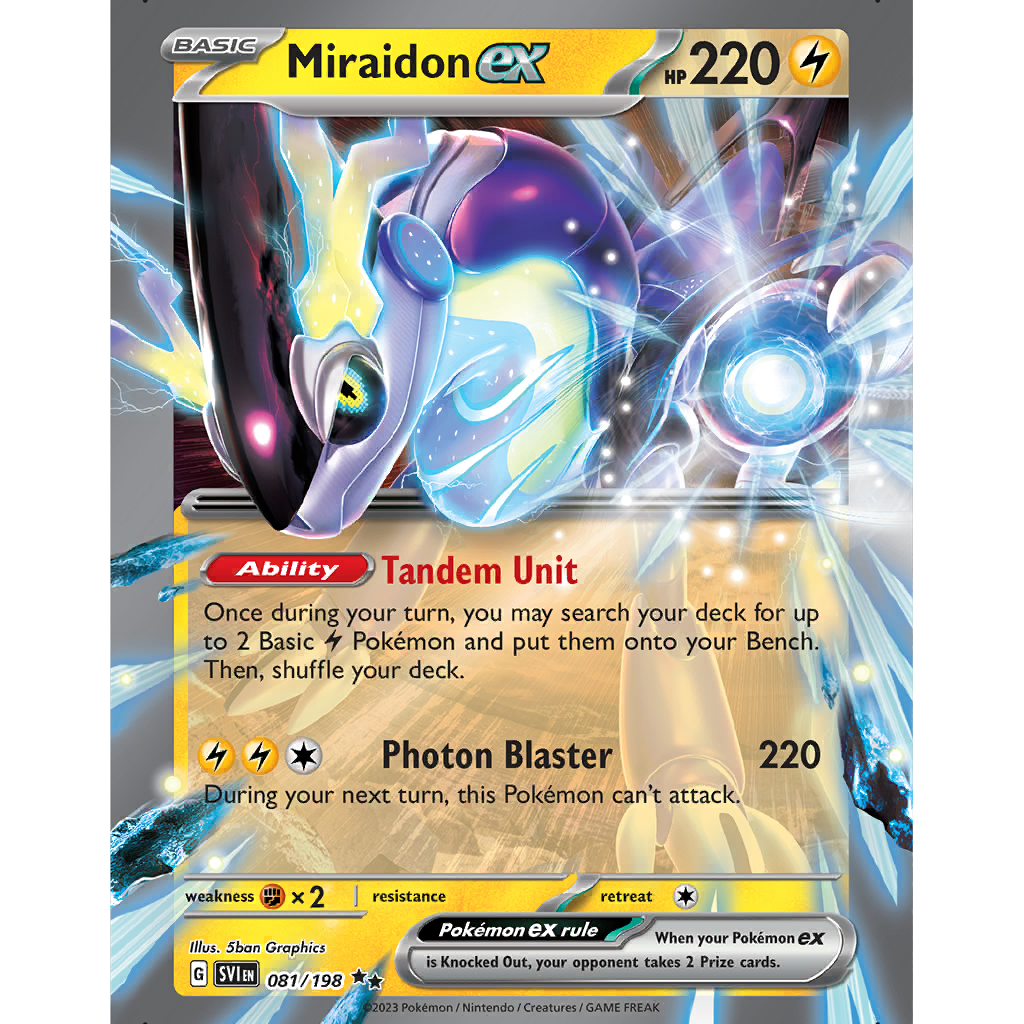 BASIC Miraidon ex HP 220
Ability Tandem Unit
Once during your turn, you may search your deck for up
to 2 Basic Pokémon and put them onto your Bench.
Then, shuffle your deck.
Photon Blaster 220
During your next turn, this Pokémon can't attack.
weakness ×2 resistance retreat
Pokémon ex rule When your Pokémon ex
is Knocked Out, your opponent takes 2 Prize cards.
Illus. 5ban Graphics
G SVI EN 081/198
©2023 Pokémon / Nintendo / Creatures / GAME FREAK